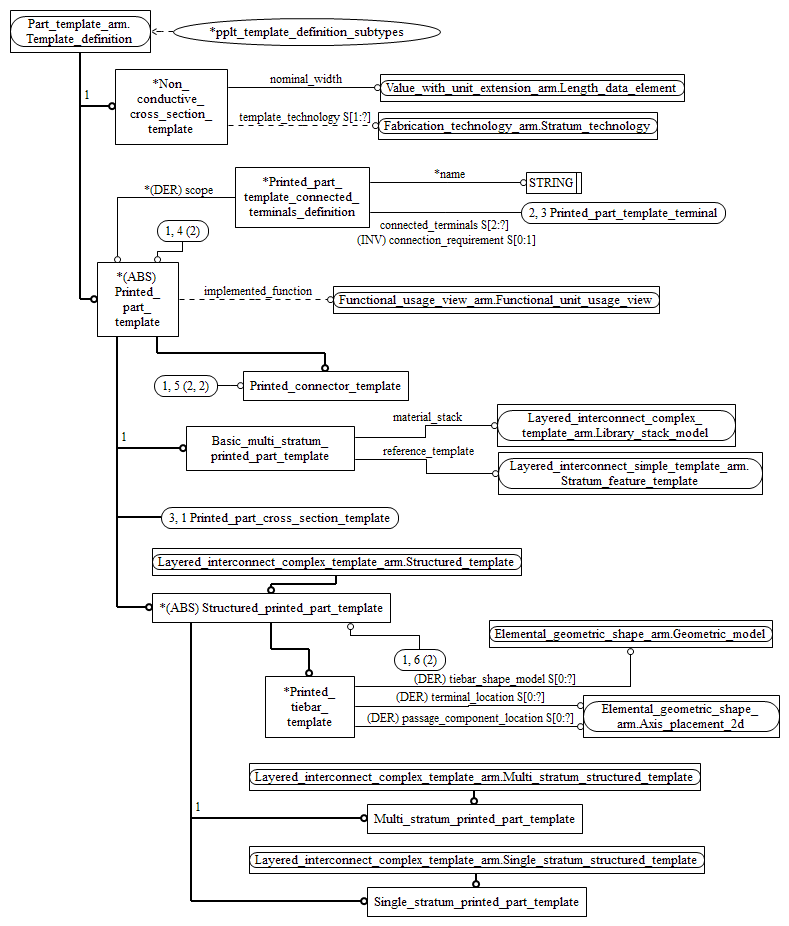 Part_template_arm.
Template_definition
*pplt_template_definition_subtypes
1
*Non_
conductive_
cross_section_
template
nominal_width
Value_with_unit_extension_arm.Length_data_element
template_technology S[1:?]
Fabrication_technology_arm.Stratum_technology
*(DER) scope
*Printed_part_
template_connected_
terminals_definition
*name
STRING
2, 3 Printed_part_template_terminal
connected_terminals S[2:?]
(INV) connection_requirement S[0:1]
1, 4 (2)
*(ABS)
Printed_
part_
template
implemented_function
Functional_usage_view_arm.Functional_unit_usage_view
1, 5 (2, 2)
Printed_connector_template
1
Basic_multi_stratum_
printed_part_template
material_stack
Layered_interconnect_complex_
template_arm.Library_stack_model
reference_template
Layered_interconnect_simple_template_arm.
Stratum_feature_template
3, 1 Printed_part_cross_section_template
Layered_interconnect_complex_template_arm.Structured_template
*(ABS) Structured_printed_part_template
1, 6 (2)
Elemental_geometric_shape_arm.Geometric_model
*Printed_
tiebar_
template
(DER) tiebar_shape_model S[0:?]
(DER) terminal_location S[0:?]
(DER) passage_component_location S[0:?]
Elemental_geometric_shape_
arm.Axis_placement_2d
Layered_interconnect_complex_template_arm.Multi_stratum_structured_template
1
Multi_stratum_printed_part_template
Layered_interconnect_complex_template_arm.Single_stratum_structured_template
Single_stratum_printed_part_template